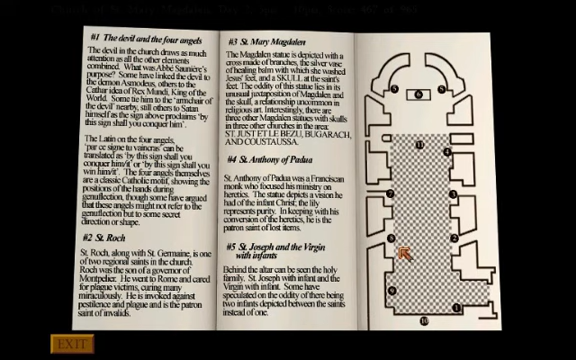 #1 The devil and the four angels
The devil in the church draws as much
attention as all the other elements
combined. What was Abbé Saunière's
purpose? Some have linked the devil to
the demon Asmodeus, others to the
Cathar idea of Rex Mundi, King of the
World. Some tie him to the 'armchair of
the devil' nearby, still others to Satan
himself as the sign above proclaims 'by
this sign shall you conquer him'.
The Latin on the four angels,
'par ce signe tu vaincras' can be
translated as 'by this sign shall you
conquer him/it' or 'by this sign shall you
win him/it'. The four angels themselves
are a classic Catholic motif, showing the
positions of the hands during
genuflection, though some have argued
that these angels might not refer to the
genuflection but to some secret
direction or shape.
#2 St. Roch
St. Roch, along with St. Germaine, is one
of two regional saints in the church.
Roch was the son of a governor of
Montpelier. He went to Rome and cared
for plague victims, curing many
miraculously. He is invoked against
pestilence and plague and is the patron
saint of invalids.
#3 St. Mary Magdalen
The Magdalen statue is depicted with a
cross made of branches, the silver vase
of healing balm with which she washed
Jesus' feet, and a SKULL at the saint's
feet. The oddity of this statue lies in its
unusual juxtaposition of Magdalen and
the skull, a relationship uncommon in
religious art. Interestingly, there are
three other Magdalen statues with skulls
in three other churches in the area:
ST. JUST ET LE BEZU, BUGARACH,
AND COUSTAUSSA.
#4 St. Anthony of Padua
St. Anthony of Padua was a Franciscan
monk who focused his ministry on
heretics. The statue depicts a vision he
had of the infant Christ; the lily
represents purity. In keeping with his
conversion of the heretics, he is the
patron saint of lost items.
#5 St. Joseph and the Virgin
with infants
Behind the altar can be seen the holy
family. St. Joseph with infant and the
Virgin with infant. Some have
speculated on the oddity of there being
two infants depicted between the saints
instead of one.
EXIT